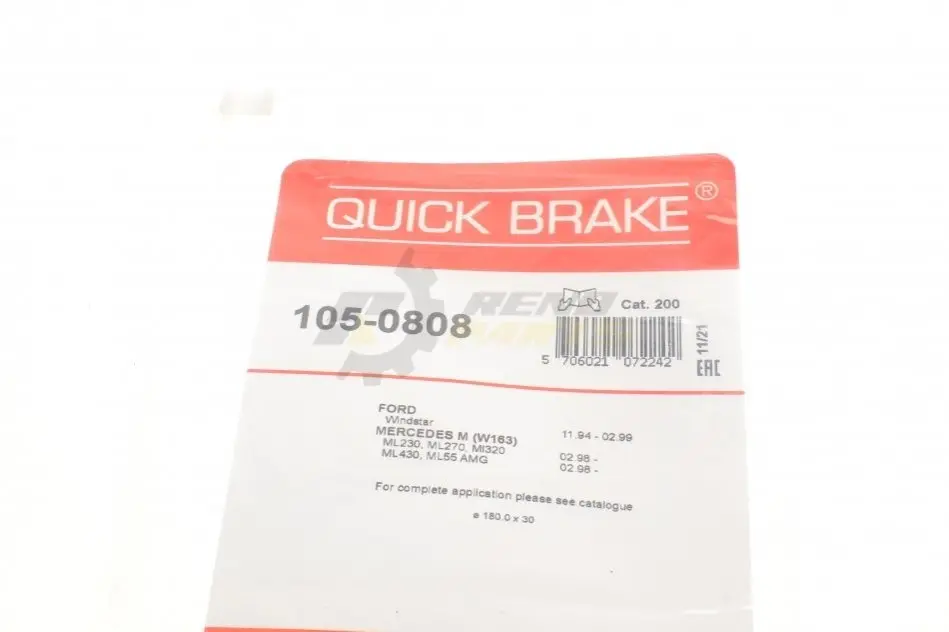 QUICK BRAKE®
105-0808
Cat. 200
5 706021 072242
11/21
EAC
FORD
Windstar 11.94 - 02.99
MERCEDES M (W163)
ML230, ML270, Ml320 02.98 -
ML430, ML55 AMG 02.98 -
For complete application please see catalogue
ø 180.0 x 30